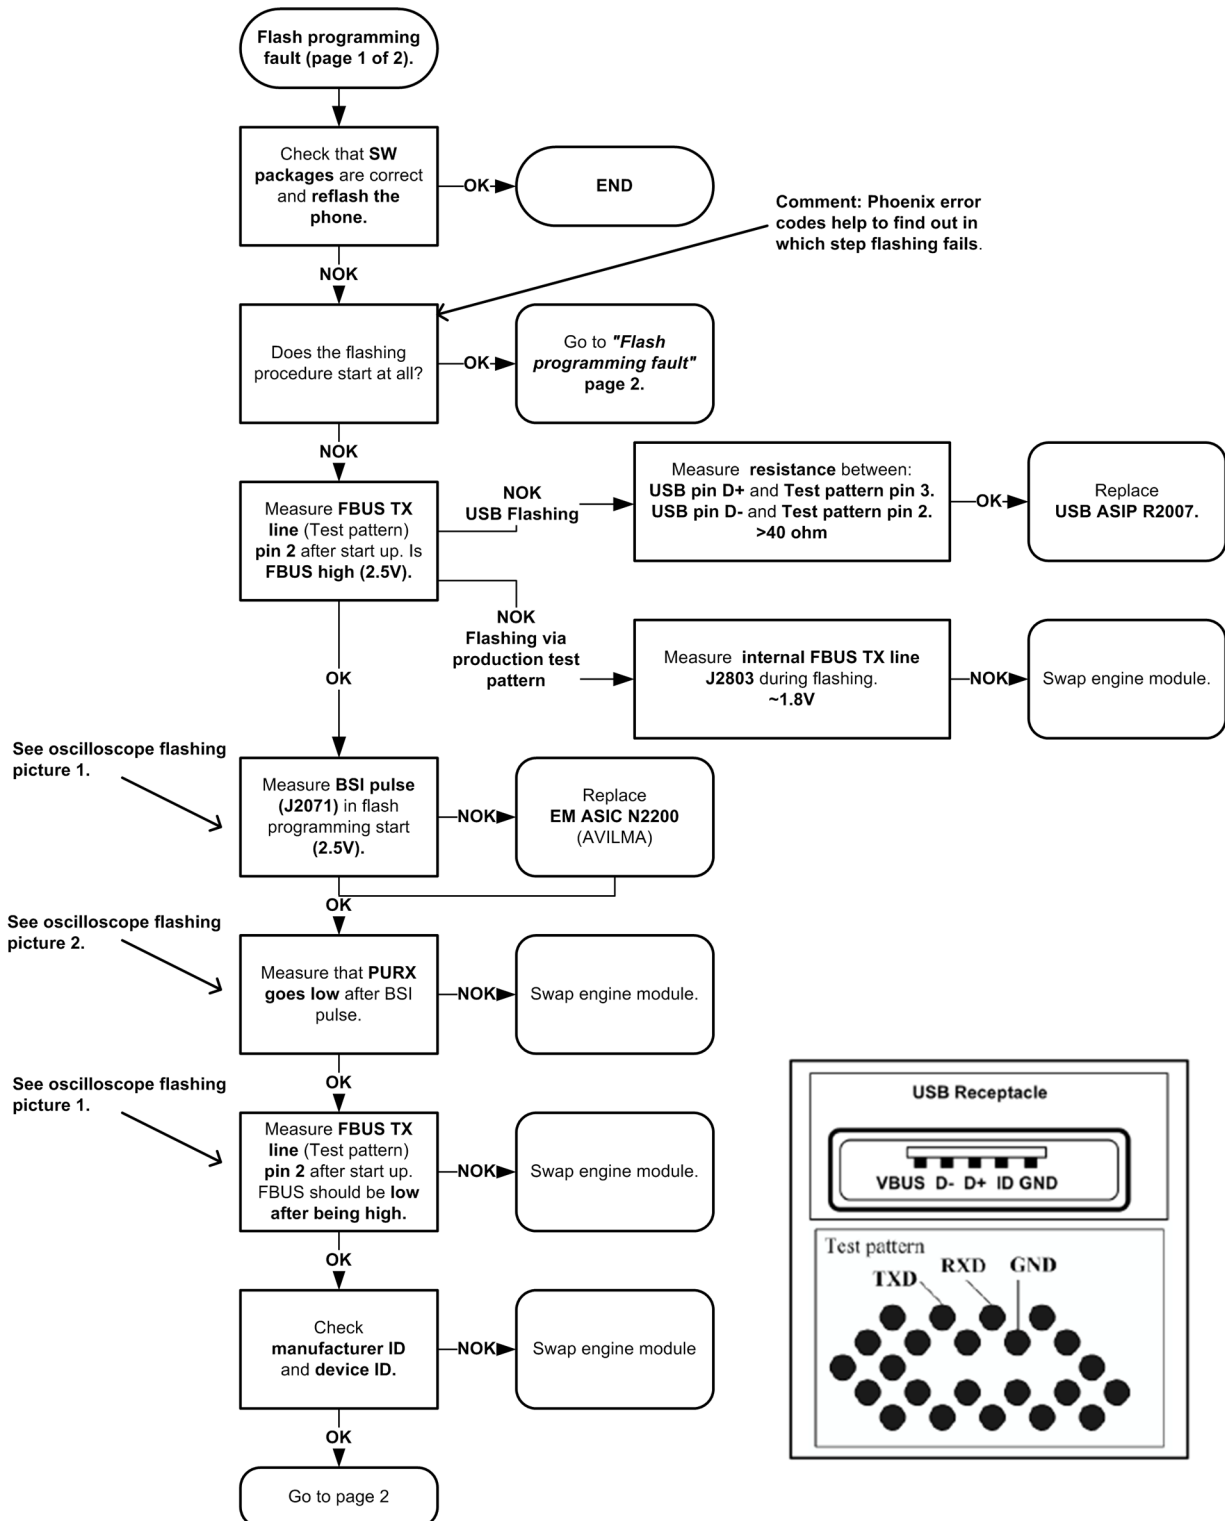 Flash programming
fault (page 1 of 2).
Check that SW
packages are correct
and reflash the
phone.
OK
END
Comment: Phoenix error
codes help to find out in
which step flashing fails.
NOK
Does the flashing
procedure start at all?
OK
Go to "Flash
programming fault"
page 2.
NOK
Measure FBUS TX
line (Test pattern)
pin 2 after start up. Is
FBUS high (2.5V).
NOK
USB Flashing
Measure resistance between:
USB pin D+ and Test pattern pin 3.
USB pin D- and Test pattern pin 2.
>40 ohm
OK
Replace
USB ASIP R2007.
NOK
Flashing via
production test
pattern
Measure internal FBUS TX line
J2803 during flashing.
~1.8V
NOK
Swap engine module.
OK
See oscilloscope flashing
picture 1.
Measure BSI pulse
(J2071) in flash
programming start
(2.5V).
NOK
Replace
EM ASIC N2200
(AVILMA)
OK
See oscilloscope flashing
picture 2.
Measure that PURX
goes low after BSI
pulse.
NOK
Swap engine module.
OK
See oscilloscope flashing
picture 1.
Measure FBUS TX
line (Test pattern)
pin 2 after start up.
FBUS should be low
after being high.
NOK
Swap engine module.
OK
Check
manufacturer ID
and device ID.
NOK
Swap engine module
OK
Go to page 2
USB Receptacle
VBUS D- D+ ID GND
Test pattern
TXD RXD GND